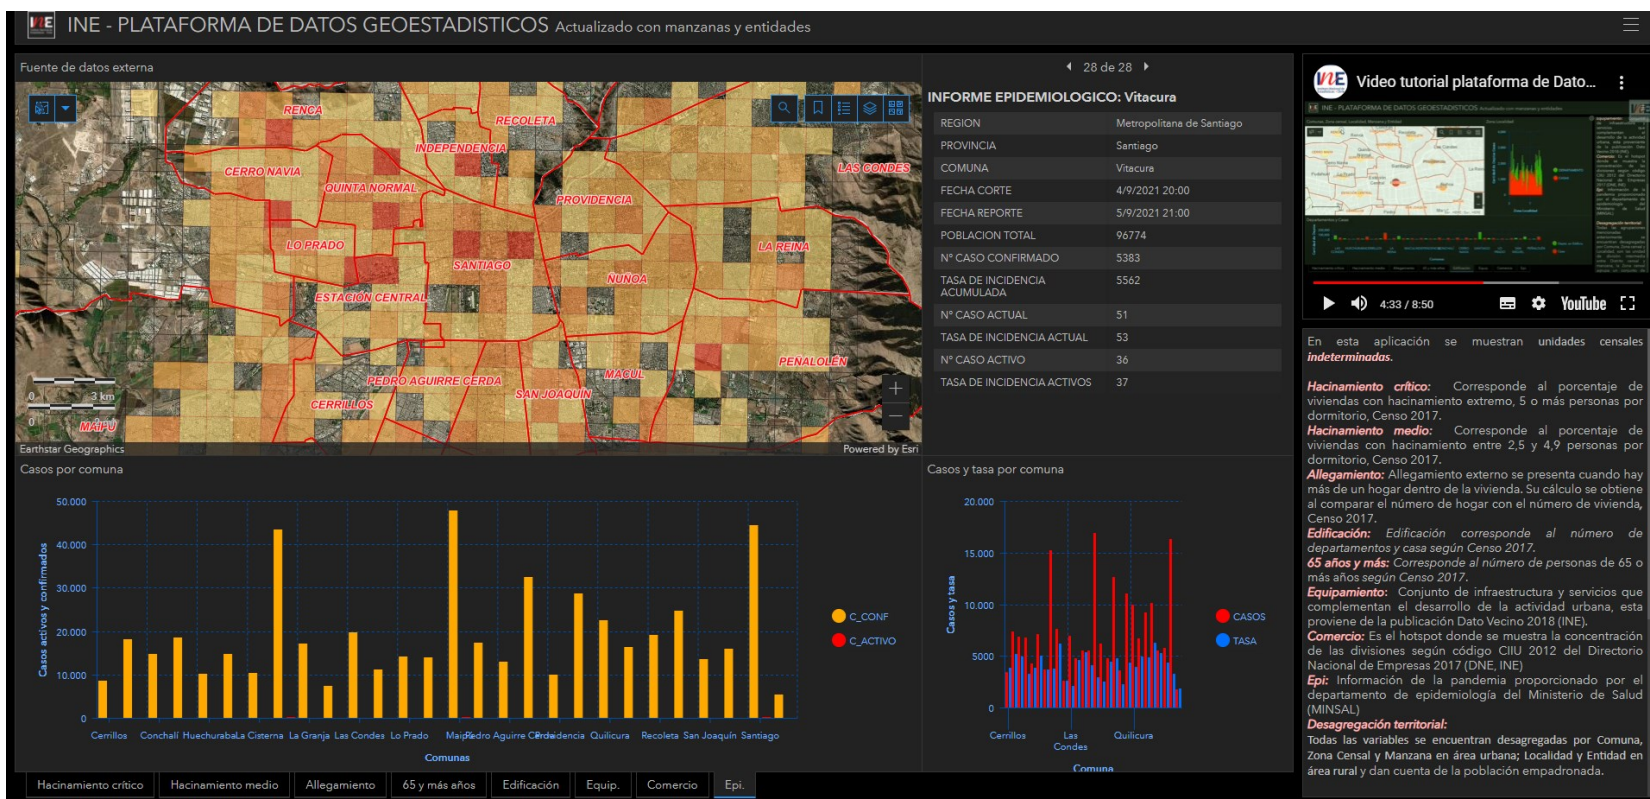 INE
INE - PLATAFORMA DE DATOS GEOESTADISTICOS Actualizado con manzanas y entidades
Fuente de datos externa
RENCA
RECOLETA
INDEPENDENCIA
CERRO NAVIA
LAS CONDES
QUINTA NORMAL
PROVIDENCIA
LO PRADO
LA REINA
SANTIAGO
ÑUÑOA
ESTACIÓN CENTRAL
PEÑALOLÉN
MACUL
PEDRO AGUIRRE CERDA
SAN JOAQUÍN
CERRILLOS
MAIPÚ
0 3 km
0
Earthstar Geographics
Powered by Esri
28 de 28
INFORME EPIDEMIOLOGICO: Vitacura
REGION Metropolitana de Santiago
PROVINCIA Santiago
COMUNA Vitacura
FECHA CORTE 4/9/2021 20:00
FECHA REPORTE 5/9/2021 21:00
POBLACION TOTAL 96774
Nº CASO CONFIRMADO 5383
TASA DE INCIDENCIA ACUMULADA 5562
Nº CASO ACTUAL 51
TASA DE INCIDENCIA ACTUAL 53
Nº CASO ACTIVO 36
TASA DE INCIDENCIA ACTIVOS 37
Casos por comuna
50.000
40.000
30.000
20.000
10.000
0
Casos activos y confirmados
Cerrillos Conchalí Huechuraba La Cisterna La Granja Las Condes Lo Prado Maipú Pedro Aguirre Cerda Providencia Quilicura Recoleta San Joaquín Santiago
Comunas
C_CONF
C_ACTIVO
Casos y tasa por comuna
20.000
15.000
10.000
5000
0
Casos y tasa
Cerrillos Las Condes Quilicura
Comuna
CASOS
TASA
Hacinamiento crítico Hacinamiento medio Allegamiento 65 y más años Edificación Equip. Comercio Epi.
INE
Video tutorial plataforma de Dato...
4:33 / 8:50
YouTube
En esta aplicación se muestran unidades censales
indeterminadas.
Hacinamiento crítico: Corresponde al porcentaje de
viviendas con hacinamiento extremo, 5 o más personas por
dormitorio, Censo 2017.
Hacinamiento medio: Corresponde al porcentaje de
viviendas con hacinamiento entre 2,5 y 4,9 personas por
dormitorio, Censo 2017.
Allegamiento: Allegamiento externo se presenta cuando hay
más de un hogar dentro de la vivienda. Su cálculo se obtiene
al comparar el número de hogar con el número de vivienda,
Censo 2017.
Edificación: Edificación corresponde al número de
departamentos y casa según Censo 2017.
65 años y más: Corresponde al número de personas de 65 o
más años según Censo 2017.
Equipamiento: Conjunto de infraestructura y servicios que
complementan el desarrollo de la actividad urbana, esta
proviene de la publicación Dato Vecino 2018 (INE).
Comercio: Es el hotspot donde se muestra la concentración
de las divisiones según código CIIU 2012 del Directorio
Nacional de Empresas 2017 (DNE, INE)
Epi: Información de la pandemia proporcionado por el
departamento de epidemiología del Ministerio de Salud
(MINSAL)
Desagregación territorial:
Todas las variables se encuentran desagregadas por Comuna,
Zona Censal y Manzana en área urbana; Localidad y Entidad en
área rural y dan cuenta de la población empadronada.